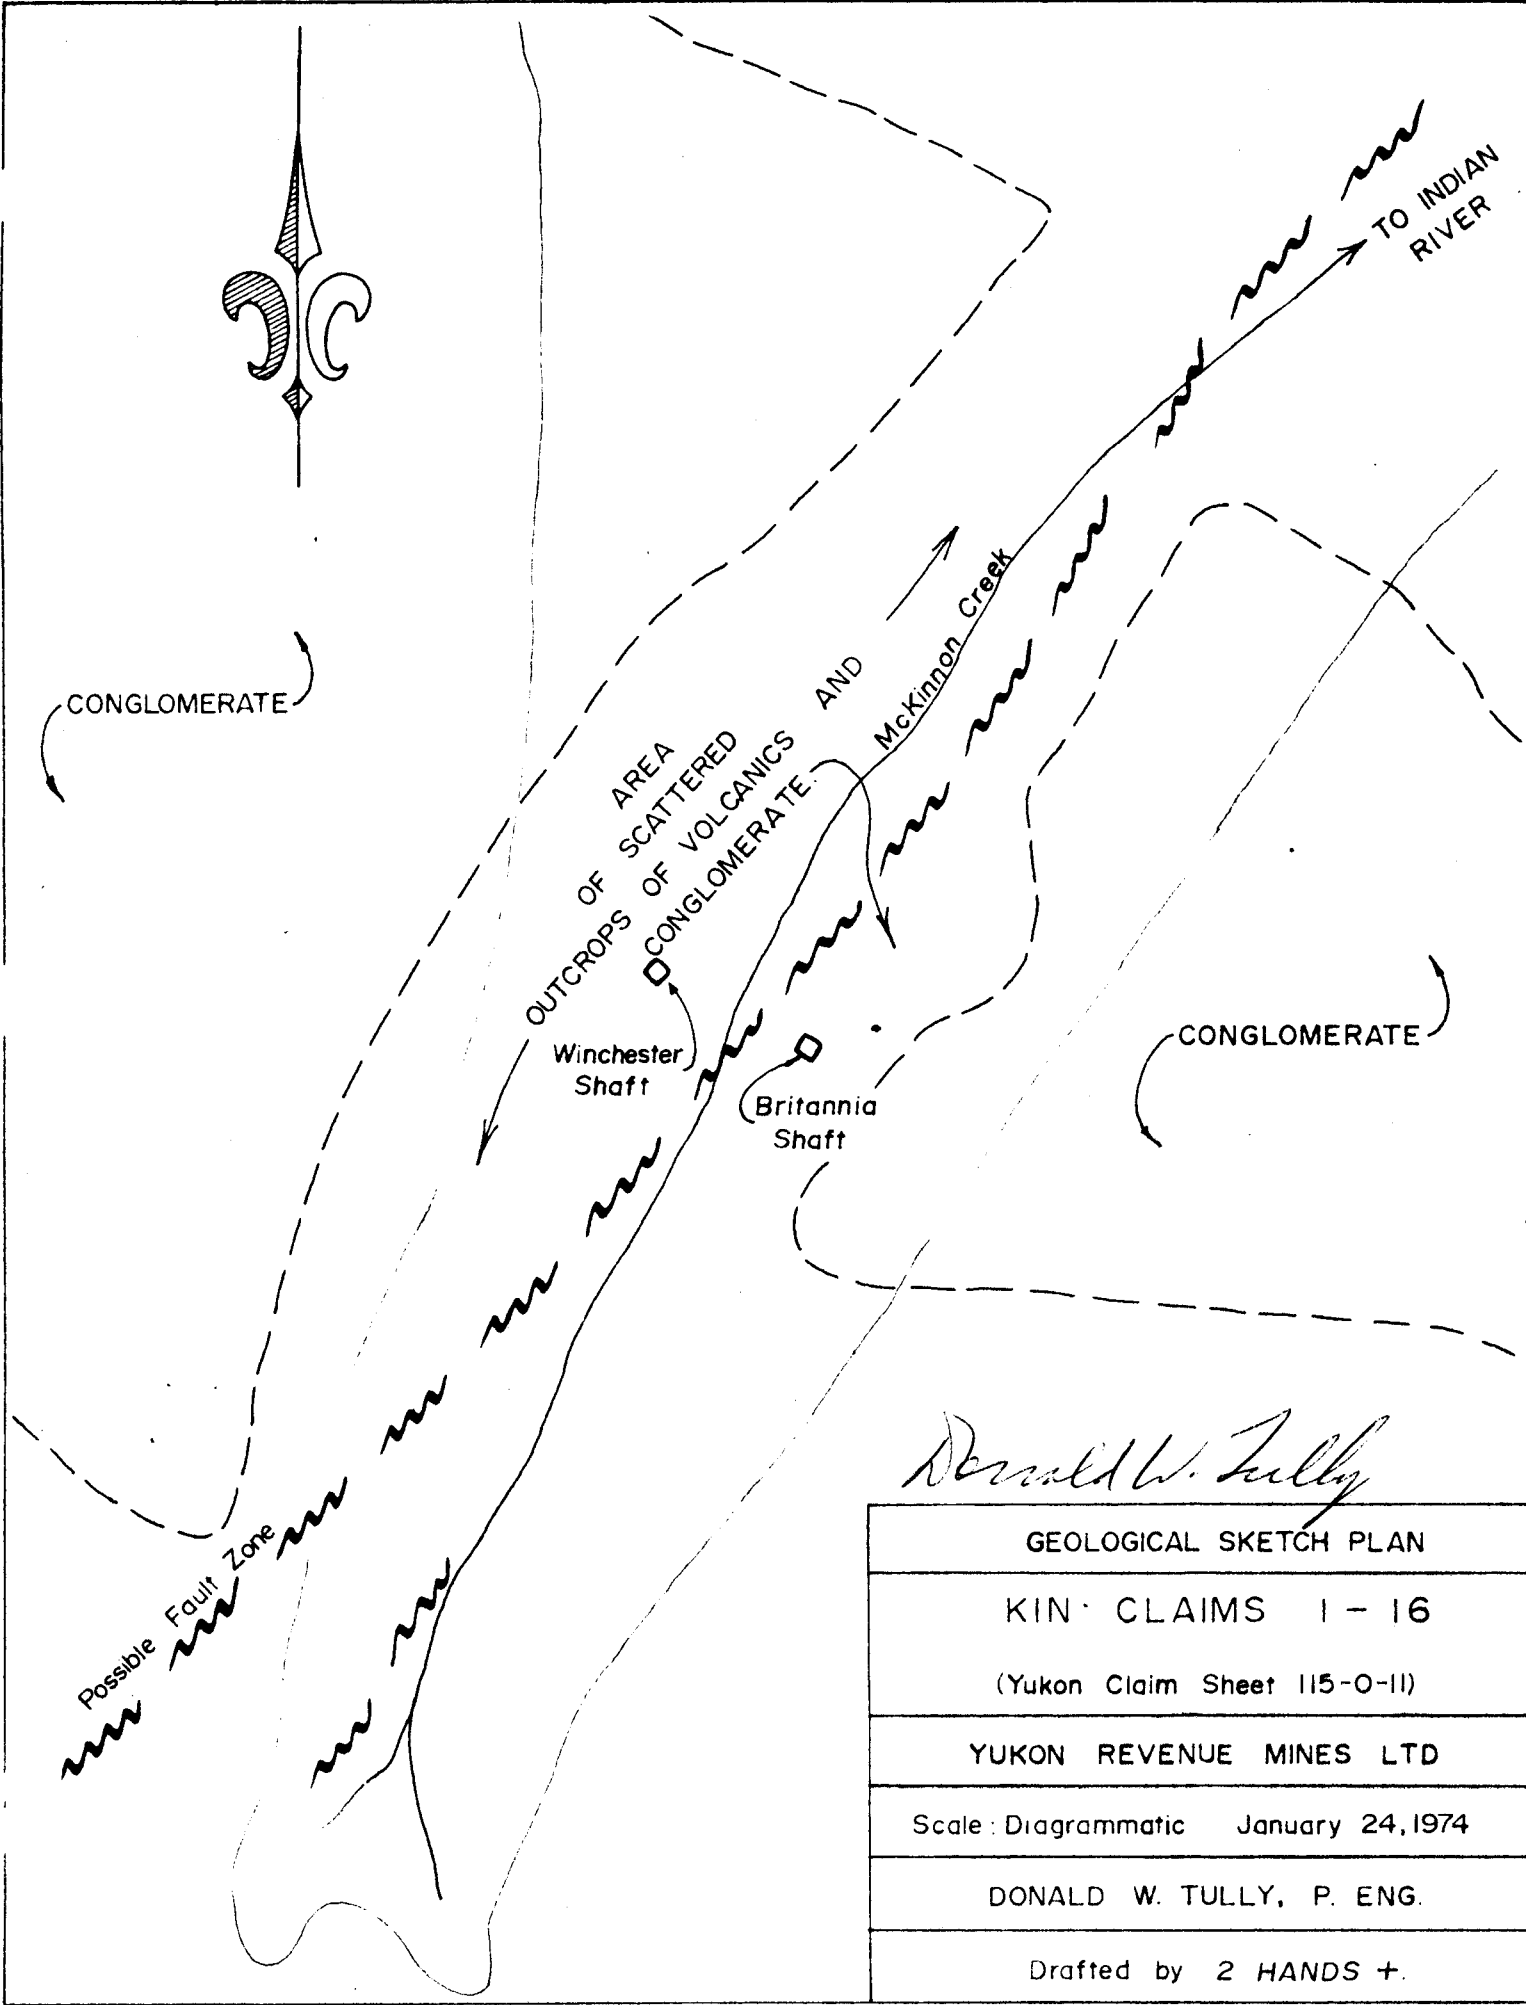 TO INDIAN
RIVER
McKinnon Creek
AREA
OF SCATTERED
OUTCROPS OF VOLCANICS AND
CONGLOMERATE
CONGLOMERATE
Winchester
Shaft
Britannia
Shaft
CONGLOMERATE
Possible Fault Zone
Donald W. Tully
GEOLOGICAL SKETCH PLAN
KIN· CLAIMS 1-16
(Yukon Claim Sheet 115-O-11)
YUKON REVENUE MINES LTD
Scale: Diagrammatic January 24, 1974
DONALD W. TULLY, P. ENG.
Drafted by 2 HANDS +.